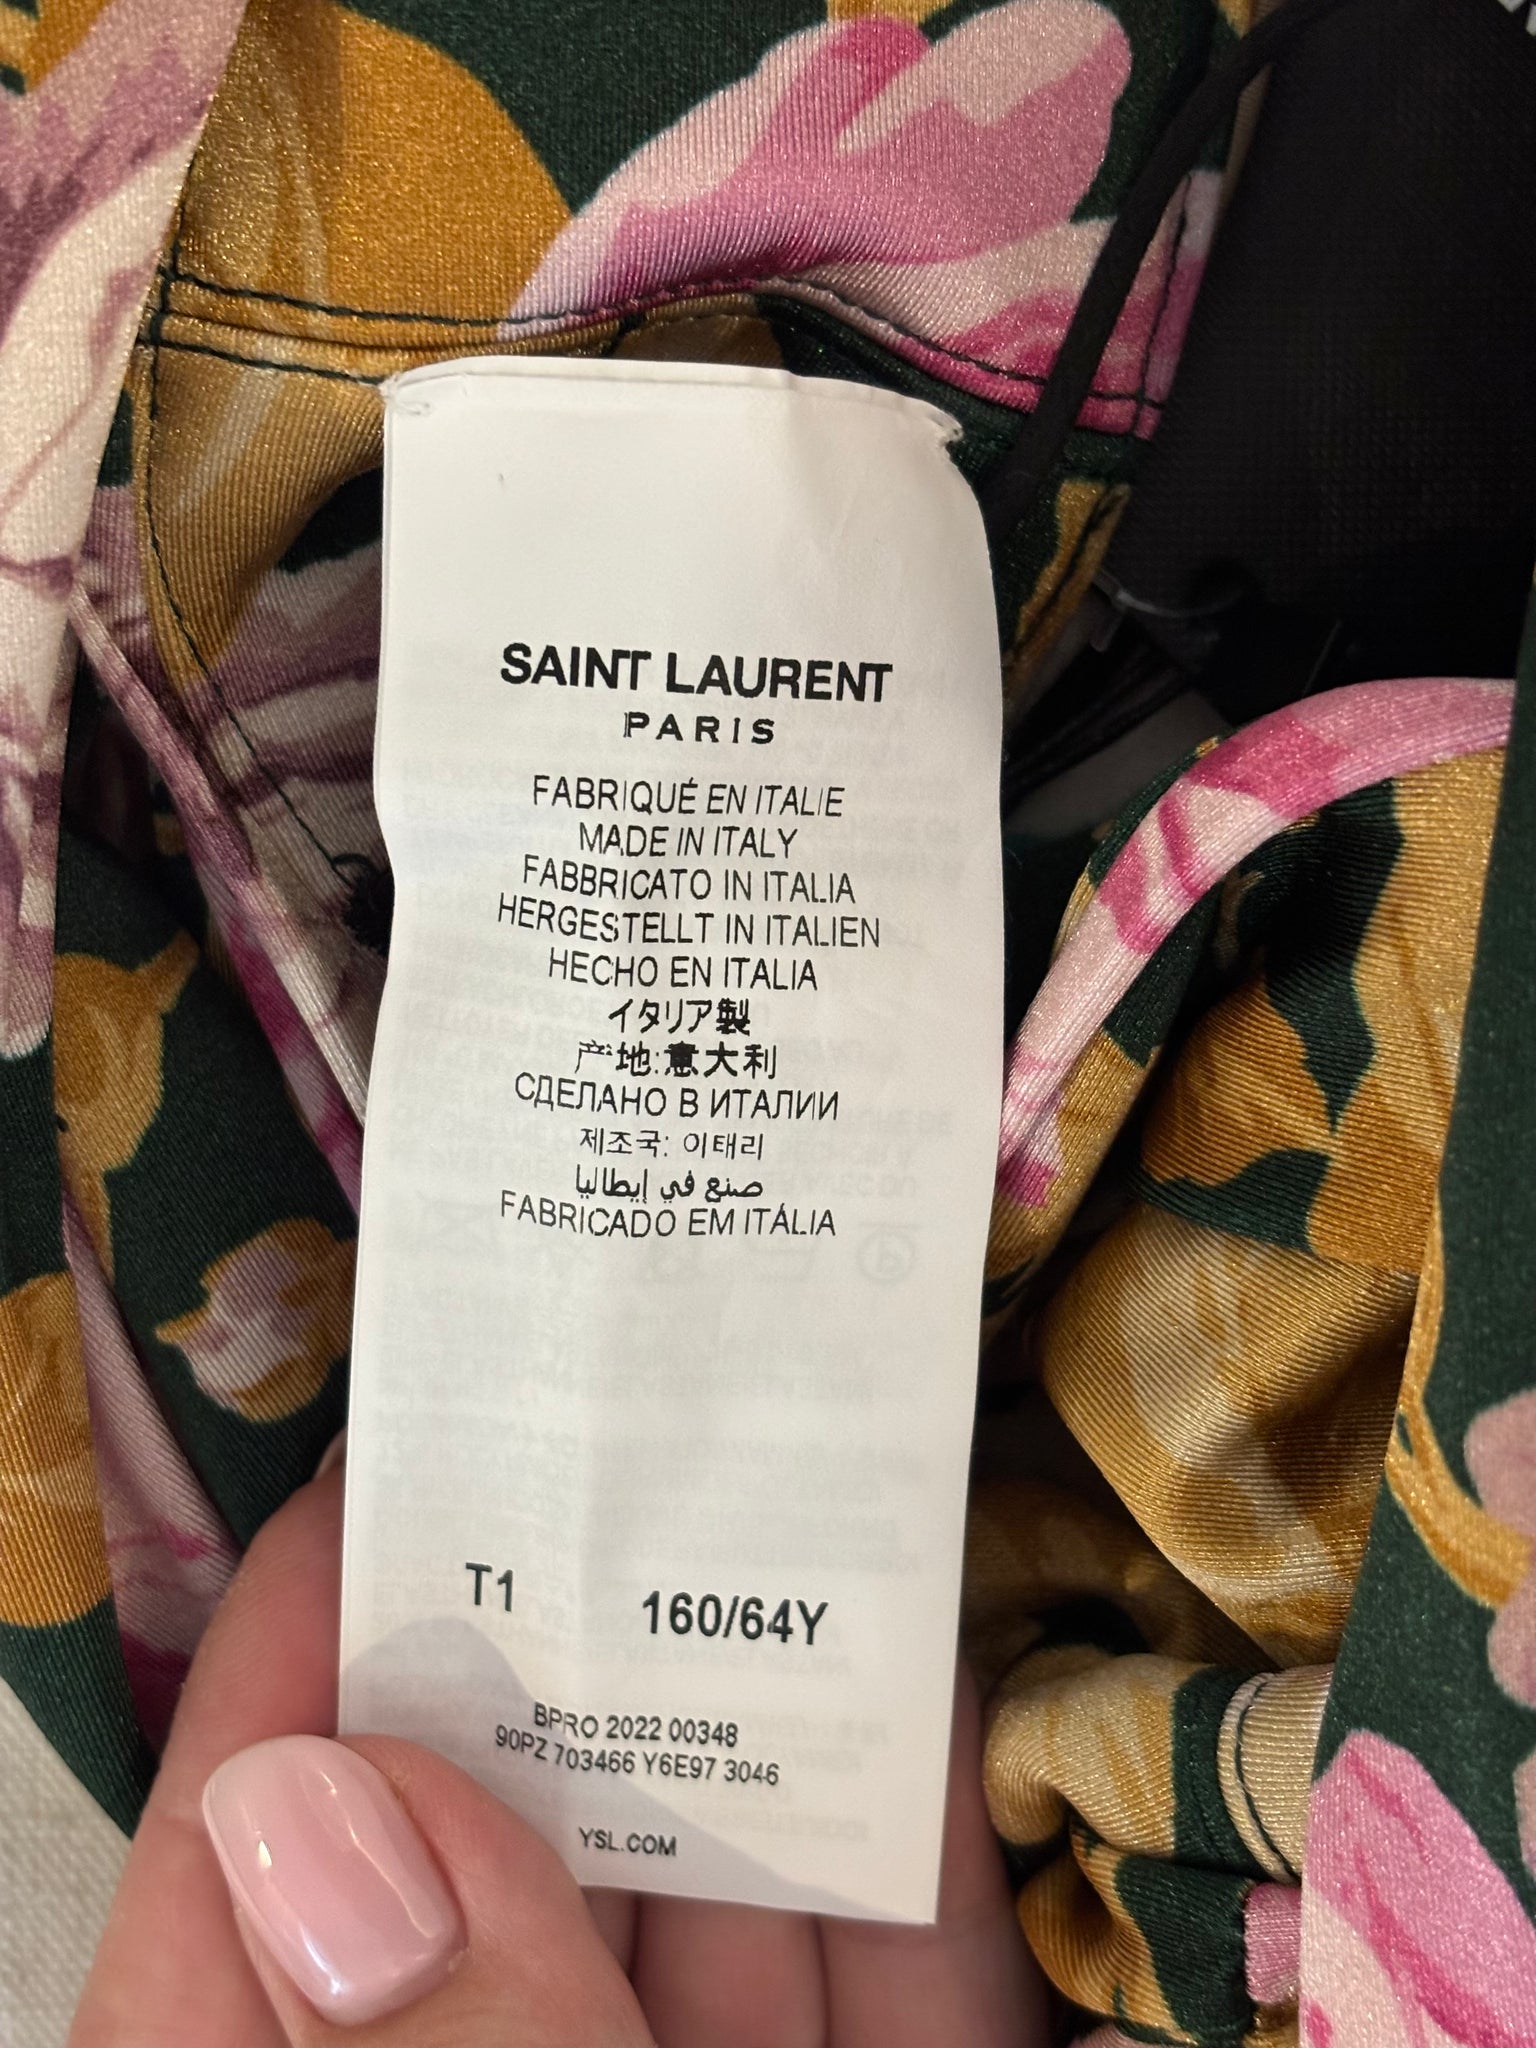 SAINT LAURENT
PARIS
FABRIQUÉ EN ITALIE
MADE IN ITALY
FABBRICATO IN ITALIA
HERGESTELLT IN ITALIEN
HECHO EN ITALIA
イタリア製
产地:意大利
СДЕЛАНО В ИТАЛИИ
제조국: 이태리
صنع في إيطاليا
FABRICADO EM ITÁLIA
T1 160/64Y
BPRO 2022 00348
90PZ 703466 Y6E97 3046
YSL.COM